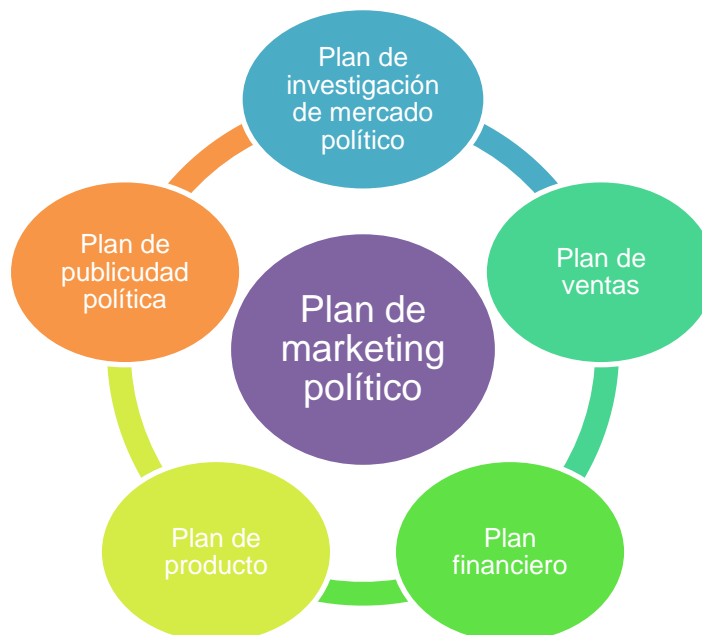 Plan de
investigación
de mercado
político
Plan de
ventas
Plan
financiero
Plan de
producto
Plan de
publicudad
política
Plan de
marketing
político